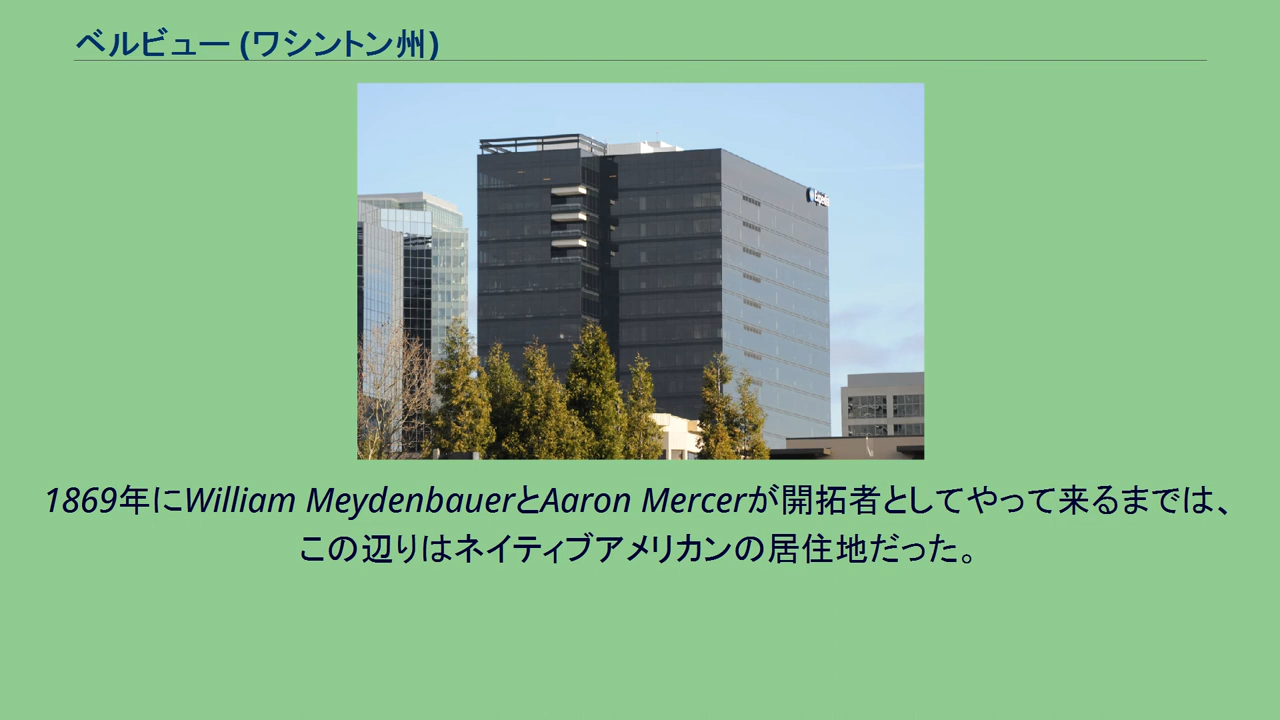 ベルビュー (ワシントン州)
Expedia
1869年にWilliam MeydenbauerとAaron Mercerが開拓者としてやって来るまでは、
この辺りはネイティブアメリカンの居住地だった。